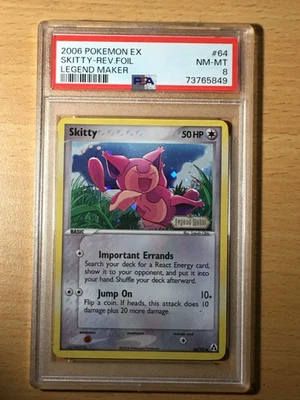 2006 POKEMON EX #64
SKITTY-REV.FOIL NM-MT
LEGEND MAKER 8
PSA 73765849
Skitty 50 HP
Legend Maker
BASIC
Important Errands
Search your deck for a React Energy card,
show it to your opponent, and put it into your
hand. Shuffle your deck afterward.
Jump On 10+
Flip a coin. If heads, this attack does 10
damage plus 20 more damage.